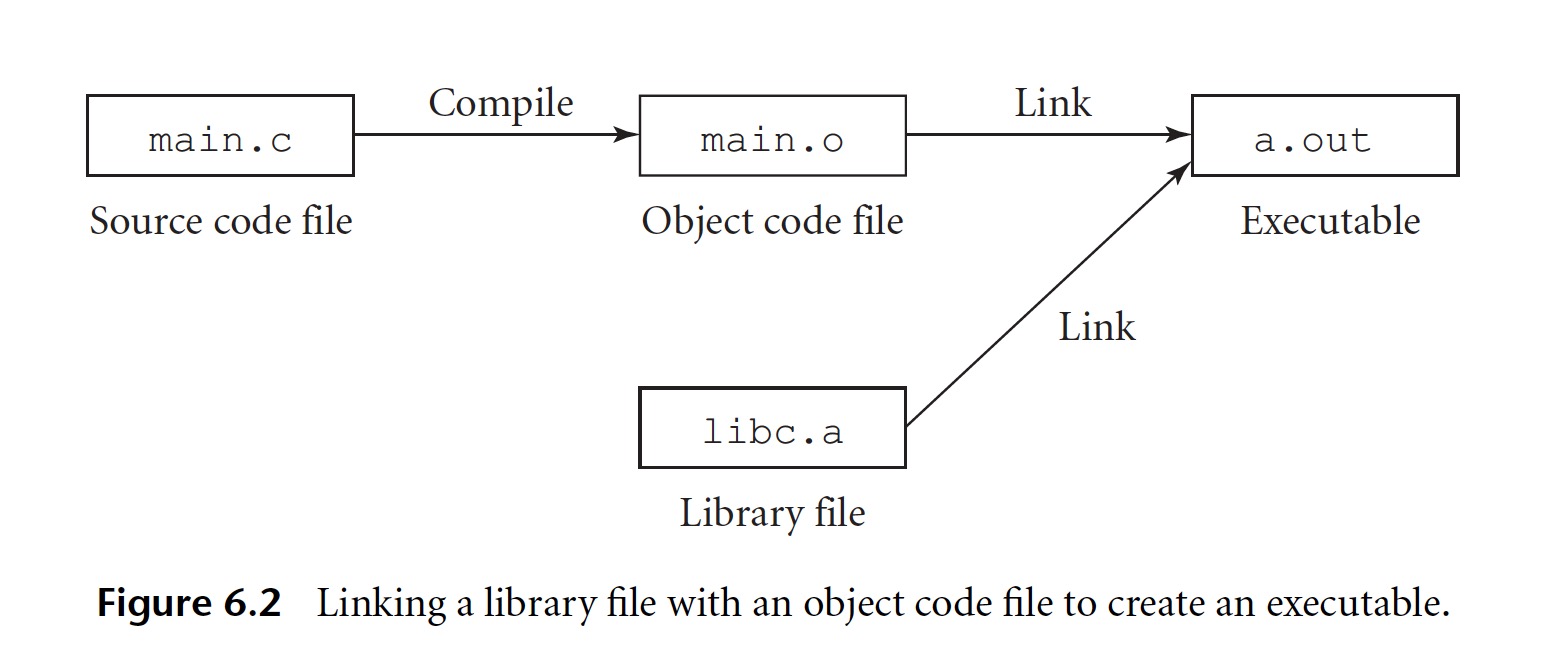 Compile
Link
main.c
main.o
a.out
Source code file
Object code file
Executable
Link
libc.a
Library file
Figure 6.2 Linking a library file with an object code file to create an executable.